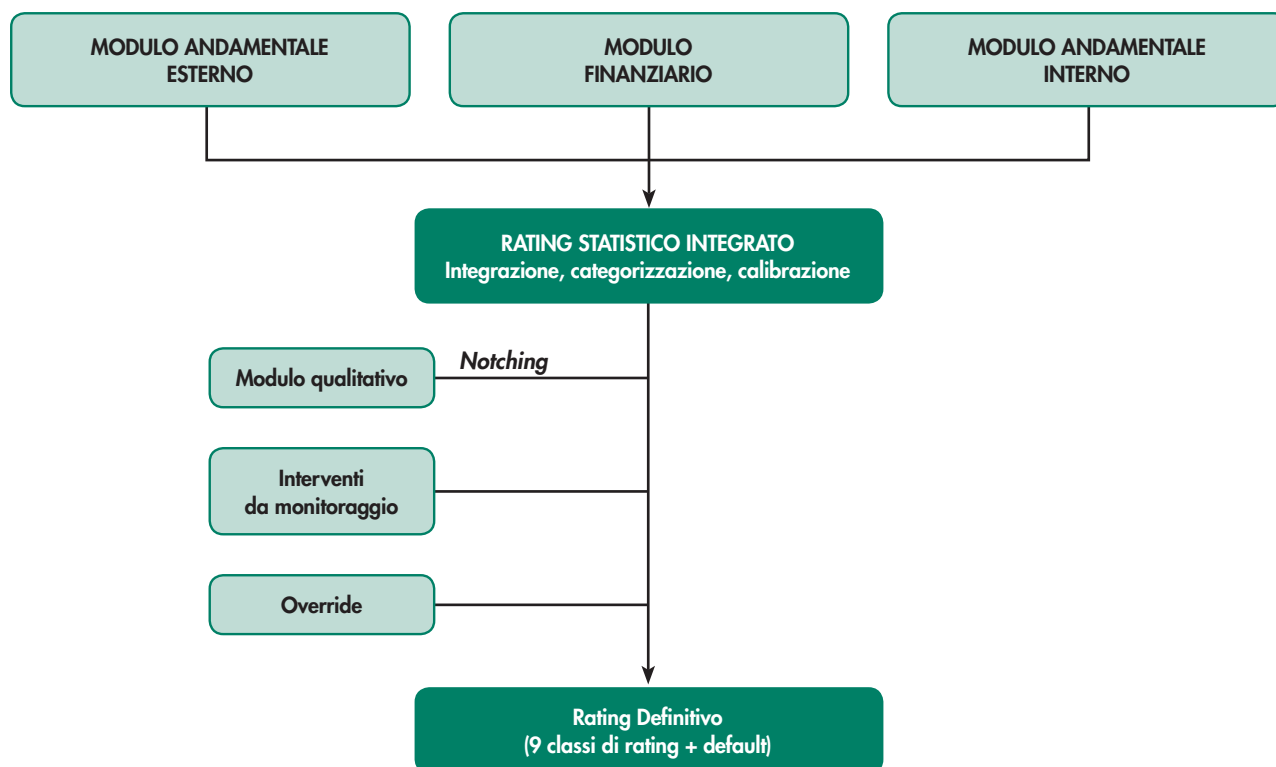 MODULO ANDAMENTALE
ESTERNO
MODULO
FINANZIARIO
MODULO ANDAMENTALE
INTERNO
RATING STATISTICO INTEGRATO
Integrazione, categorizzazione, calibrazione
Notching
Modulo qualitativo
Interventi
da monitoraggio
Override
Rating Definitivo
(9 classi di rating + default)